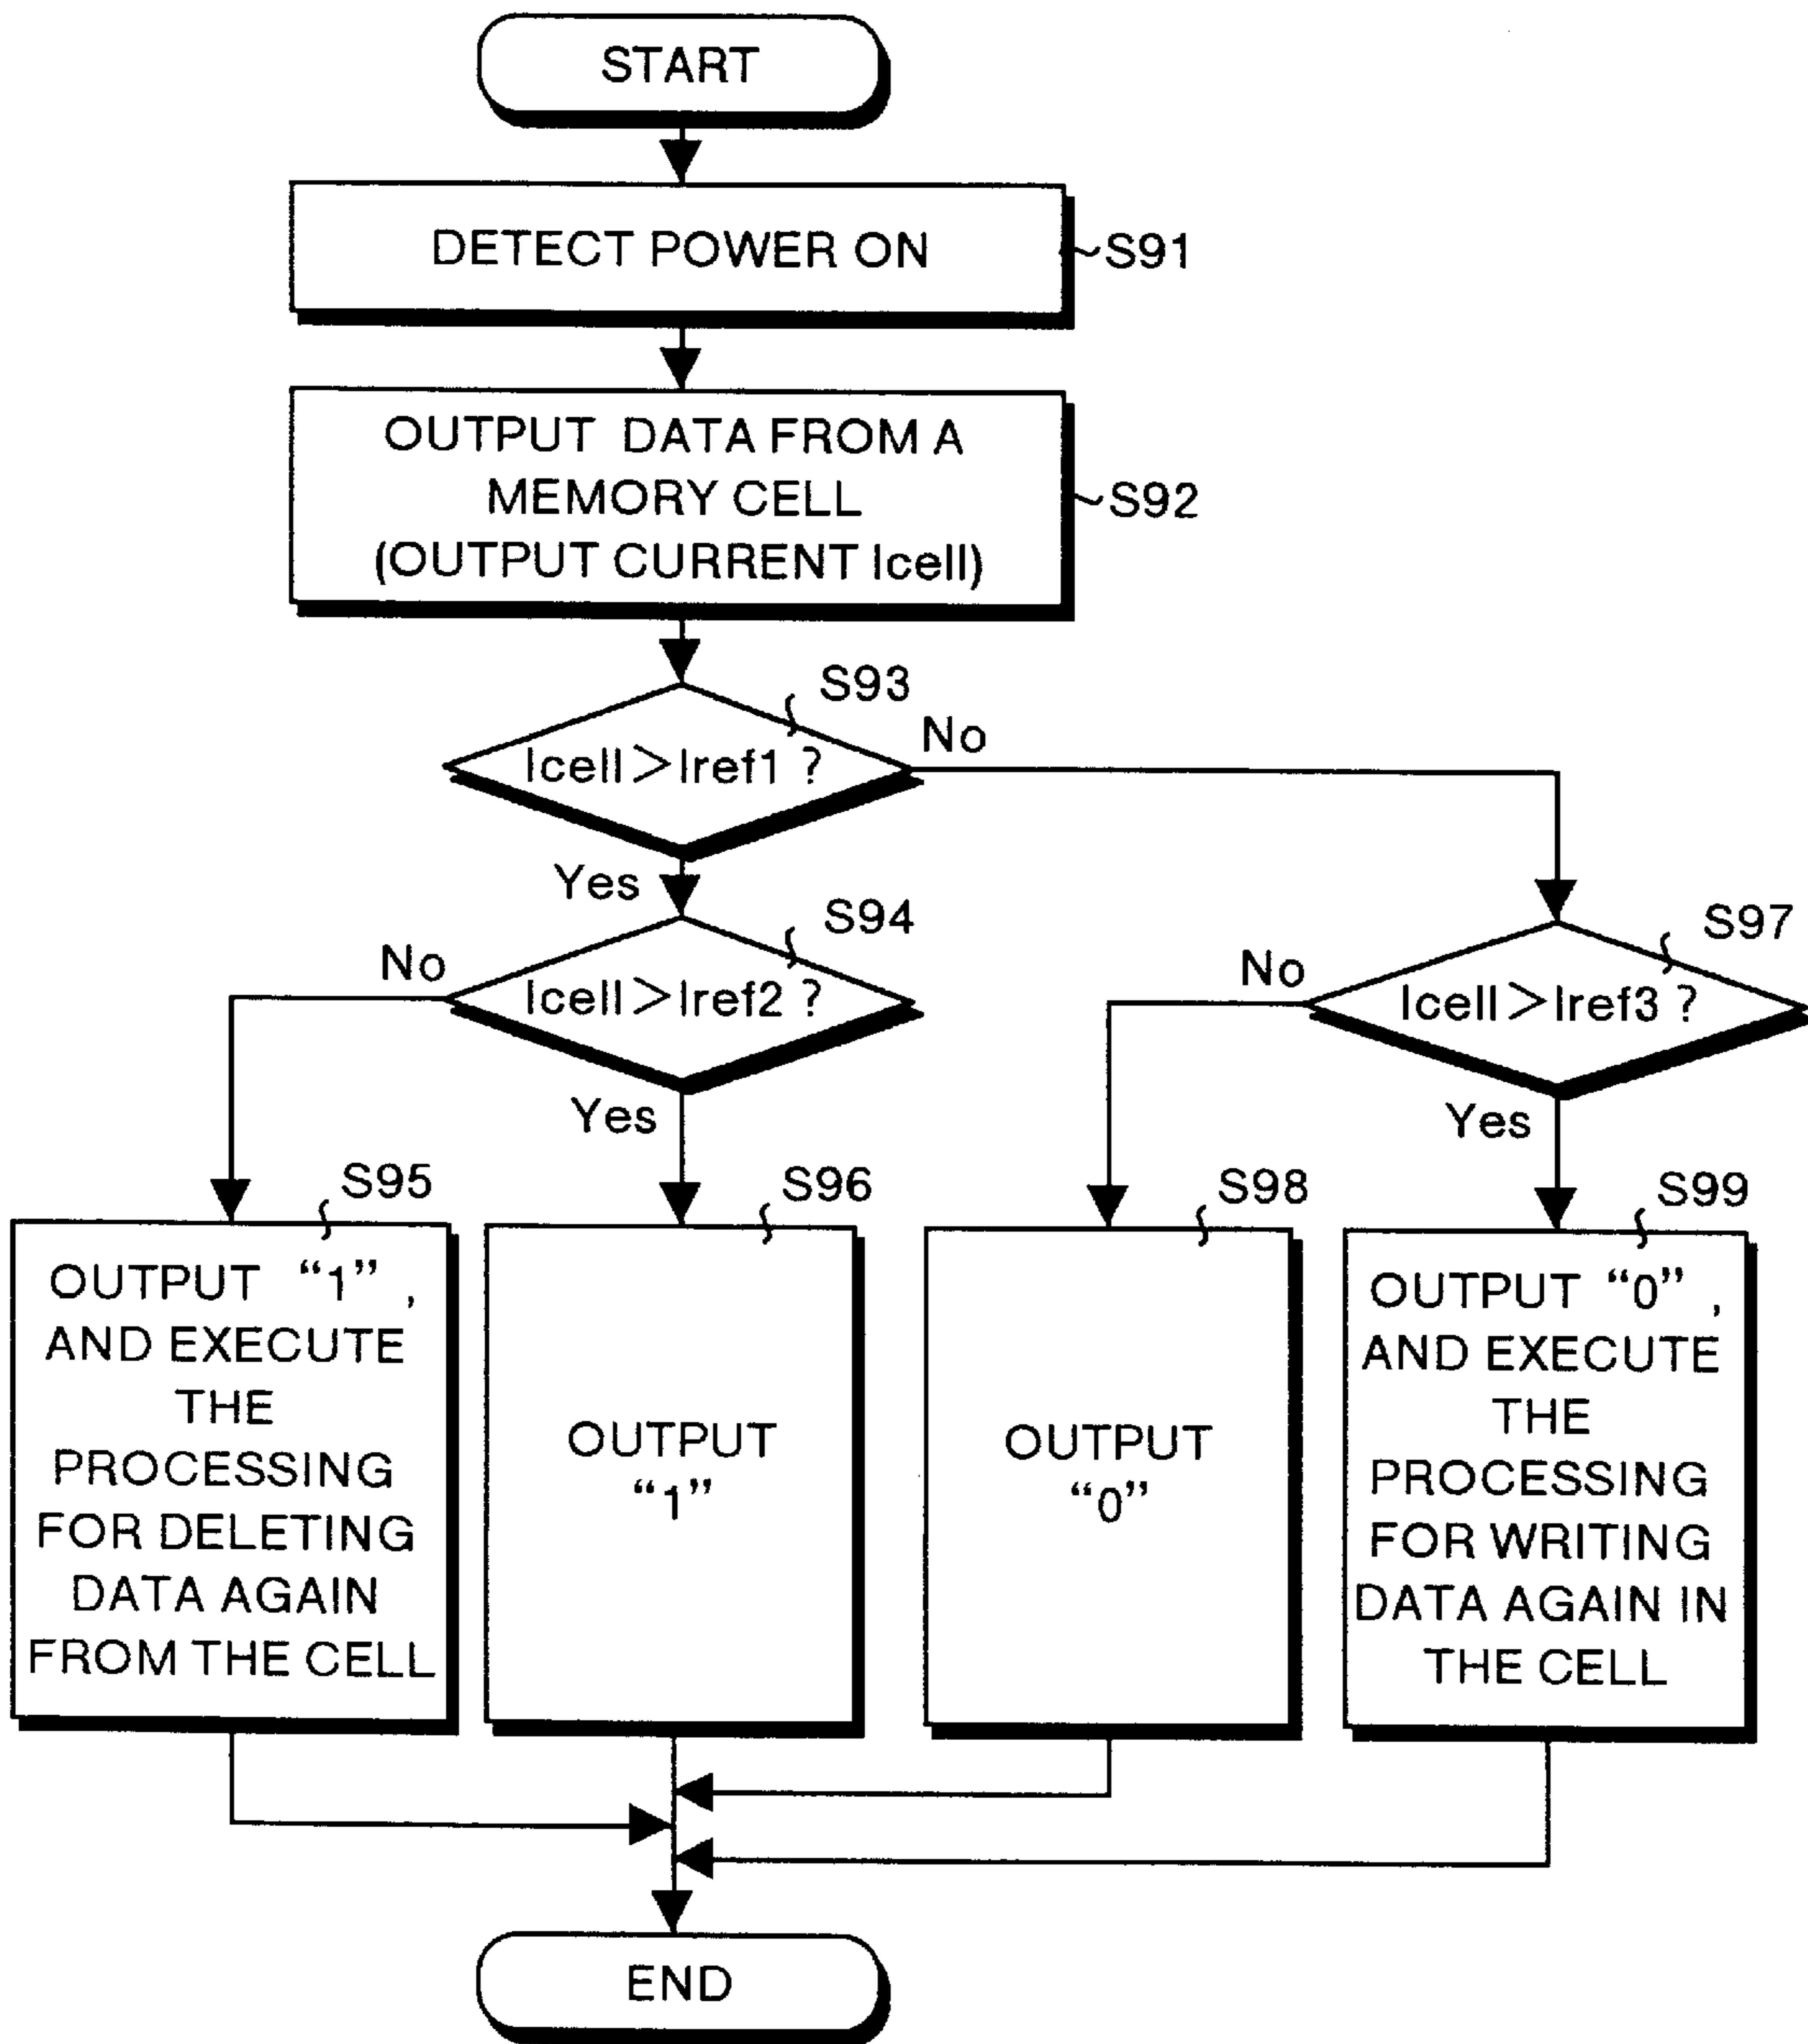 START
DETECT POWER ON
S91
OUTPUT DATA FROM A
MEMORY CELL
(OUTPUT CURRENT Icell)
S92
S93
Icell>Iref1 ?
No
Yes
S94
Icell>Iref2 ?
No
Yes
S97
Icell>Iref3 ?
No
Yes
S95
OUTPUT “1” ,
AND EXECUTE
THE
PROCESSING
FOR DELETING
DATA AGAIN
FROM THE CELL
S96
OUTPUT
“1”
S98
OUTPUT
“0”
S99
OUTPUT “0” ,
AND EXECUTE
THE
PROCESSING
FOR WRITING
DATA AGAIN IN
THE CELL
END